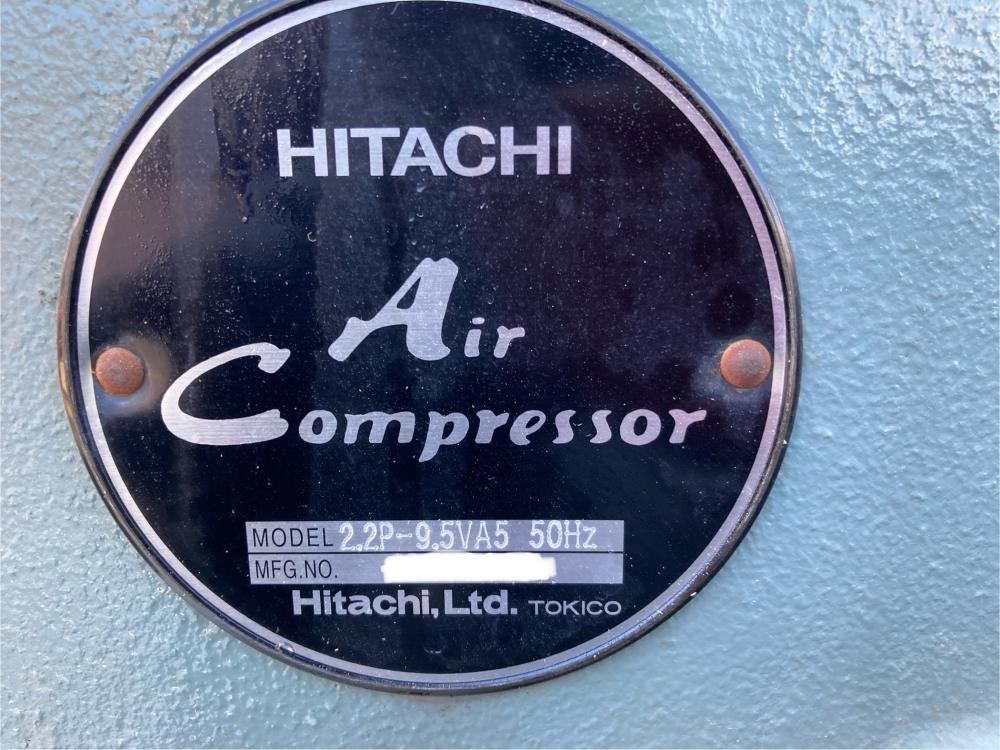 HITACHI
Air
Compressor
MODEL 2.2P-9.5VA5 50Hz
MFG.NO.
Hitachi, Ltd. TOKICO